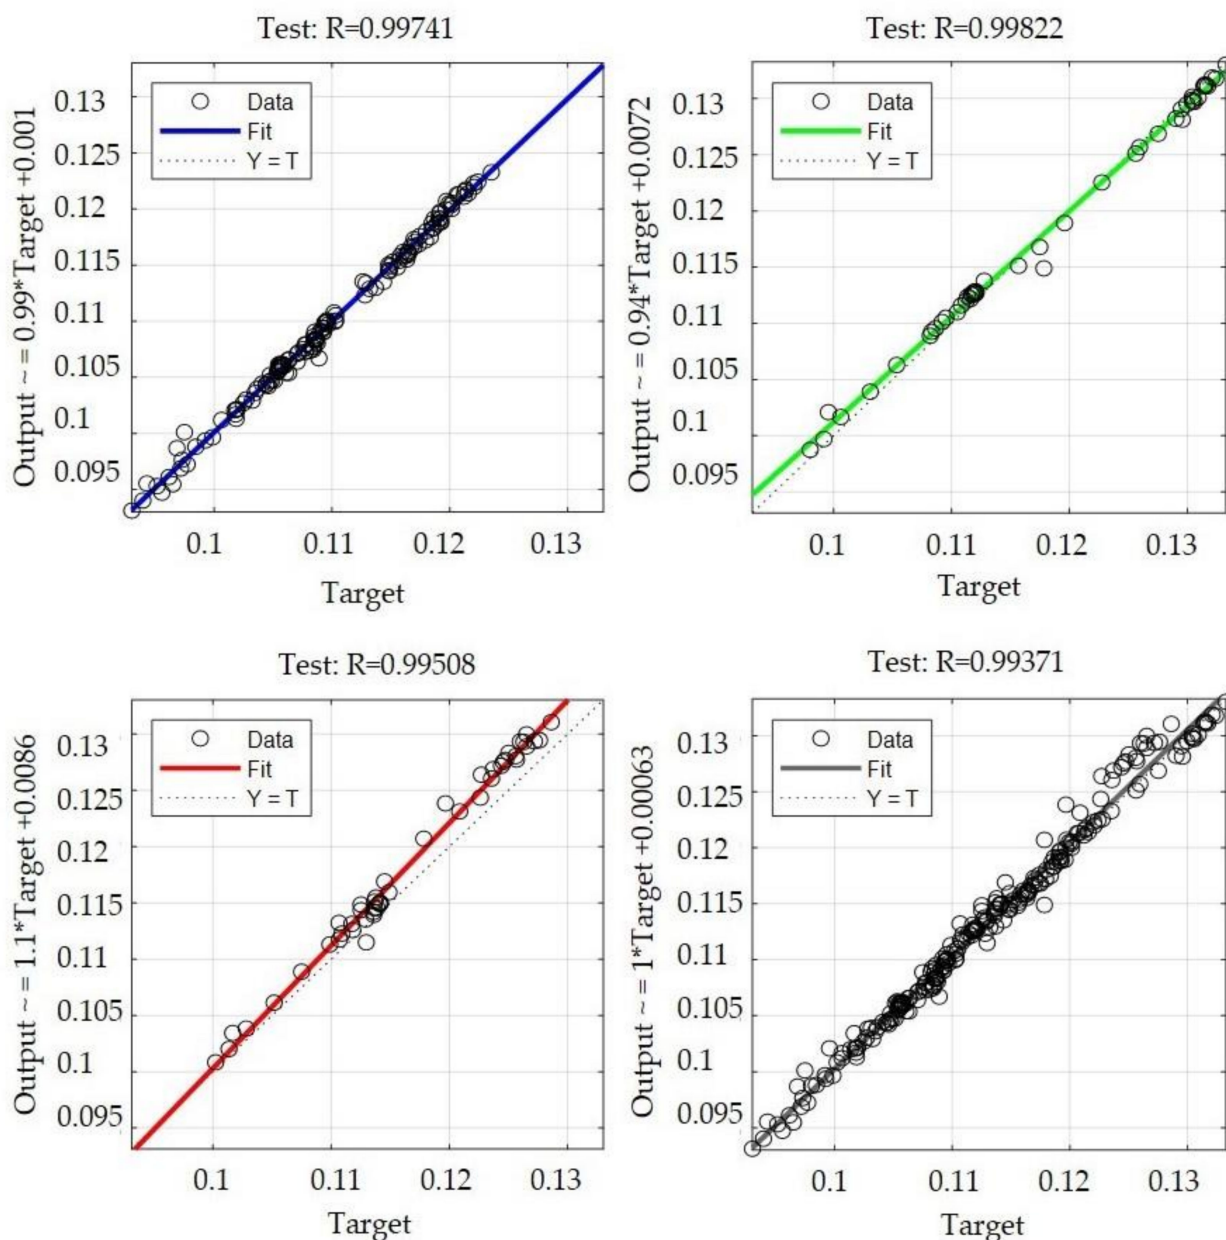 Test: R=0.99741
Output ~ = 0.99*Target +0.001
0.13
0.125
0.12
0.115
0.11
0.105
0.1
0.095
Data
Fit
Y = T
0.1 0.11 0.12 0.13
Target
Test: R=0.99822
Output ~ = 0.94*Target +0.0072
0.13
0.125
0.12
0.115
0.11
0.105
0.1
0.095
Data
Fit
Y = T
0.1 0.11 0.12 0.13
Target
Test: R=0.99508
Output ~ = 1.1*Target +0.0086
0.13
0.125
0.12
0.115
0.11
0.105
0.1
0.095
Data
Fit
Y = T
0.1 0.11 0.12 0.13
Target
Test: R=0.99371
Output ~ = 1*Target +0.00063
0.13
0.125
0.12
0.115
0.11
0.105
0.1
0.095
Data
Fit
Y = T
0.1 0.11 0.12 0.13
Target